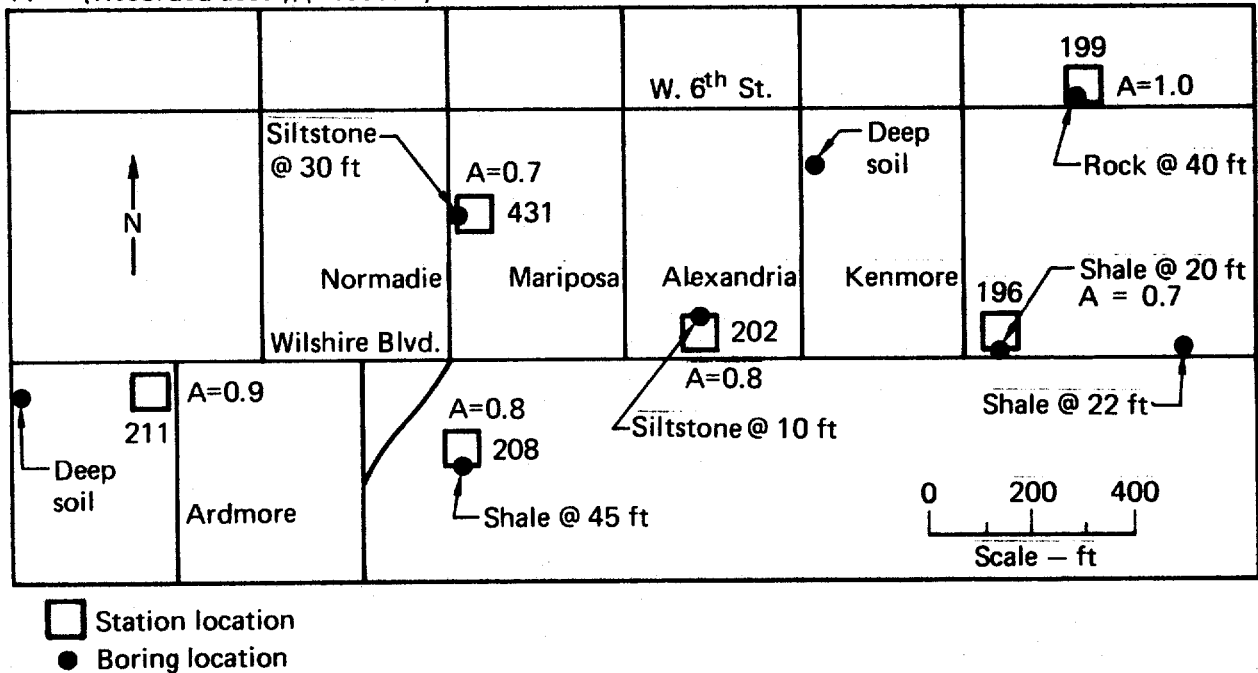 199
W. 6th St.
A=1.0
Siltstone
@ 30 ft
Deep
soil
Rock @ 40 ft
A=0.7
431
N
Normadie
Mariposa
Alexandria
Kenmore
Shale @ 20 ft
A = 0.7
196
Wilshire Blvd.
202
A=0.8
A=0.9
211
A=0.8
208
Siltstone @ 10 ft
Shale @ 22 ft
Deep
soil
Ardmore
Shale @ 45 ft
0 200 400
Scale – ft
Station location
Boring location